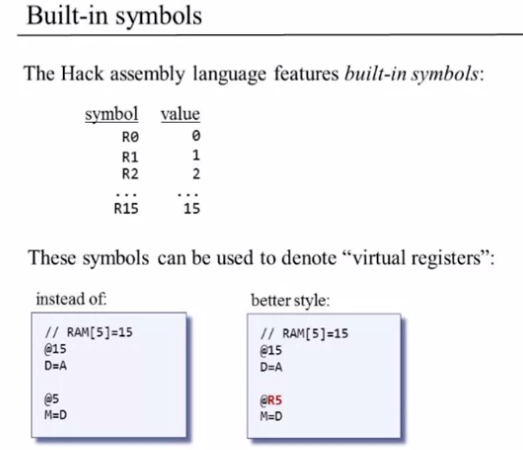 Built-in symbols
The Hack assembly language features built-in symbols:
symbol value
R0 0
R1 1
R2 2
... ...
R15 15
These symbols can be used to denote “virtual registers”:
instead of:
// RAM[5]=15
@15
D=A
@5
M=D
better style:
// RAM[5]=15
@15
D=A
@R5
M=D